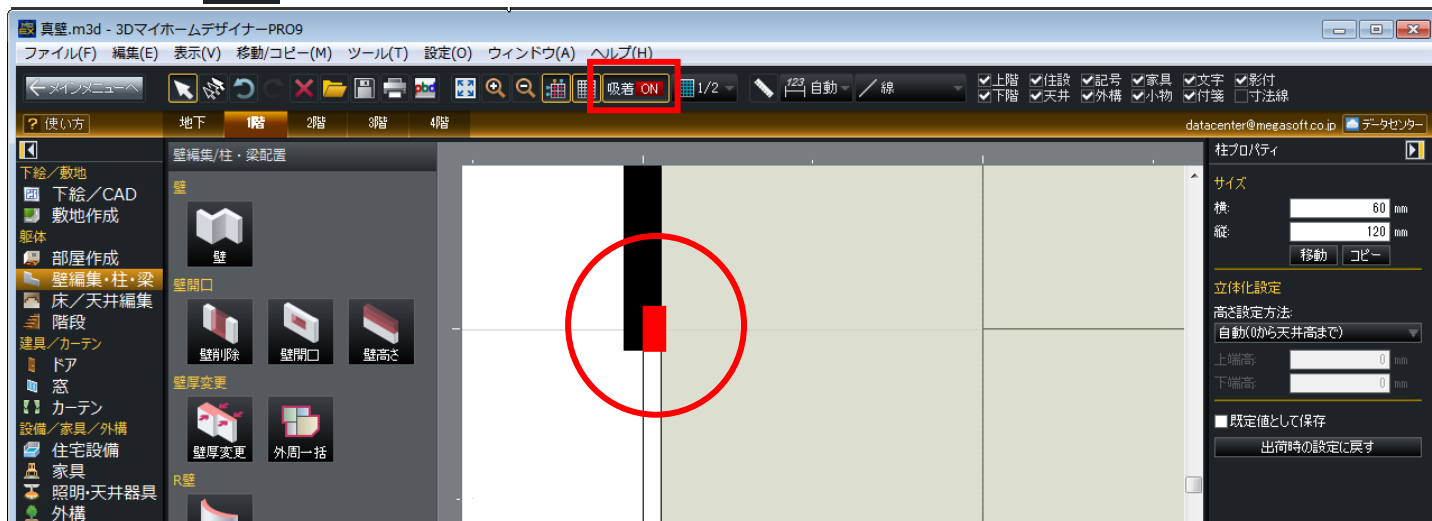 真壁.m3d - 3DマイホームデザイナーPRO9
ファイル(F) 編集(E) 表示(V) 移動/コピー(M) ツール(T) 設定(O) ウィンドウ(A) ヘルプ(H)
メインメニューへ
pbd
吸着 ON
1/2
123 自動
線
上階 住設 記号 家具 文字 影付
下階 天井 外構 小物 付箋 寸法線
? 使い方
地下 1階 2階 3階 4階
datacenter@megasoft.co.jp データセンター
下絵/敷地
下絵/CAD
敷地作成
躯体
部屋作成
壁編集・柱・梁
床/天井編集
階段
建具/カーテン
ドア
窓
カーテン
設備/家具/外構
住宅設備
家具
照明・天井器具
外構
壁編集/柱・梁配置
壁
壁
壁開口
壁削除 壁開口 壁高さ
壁厚変更
壁厚変更 外周一括
R壁
柱プロパティ
サイズ
横: 60 mm
縦: 120 mm
移動 コピー
立体化設定
高さ設定方法:
自動(0から天井高まで)
上端高: 0 mm
下端高: 0 mm
既定値として保存
出荷時の設定に戻す